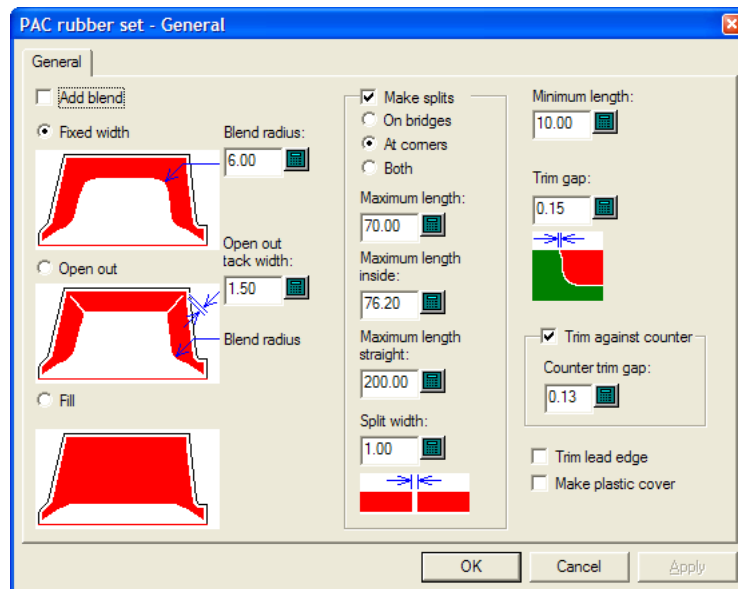 PAC rubber set - General
General
Add blend
Fixed width
Blend radius:
6.00
Open out
Open out
tack width:
1.50
Blend radius
Fill
Make splits
On bridges
At corners
Both
Maximum length:
70.00
Maximum length
inside:
76.20
Maximum length
straight:
200.00
Split width:
1.00
Minimum length:
10.00
Trim gap:
0.15
Trim against counter
Counter trim gap:
0.13
Trim lead edge
Make plastic cover
OK
Cancel
Apply